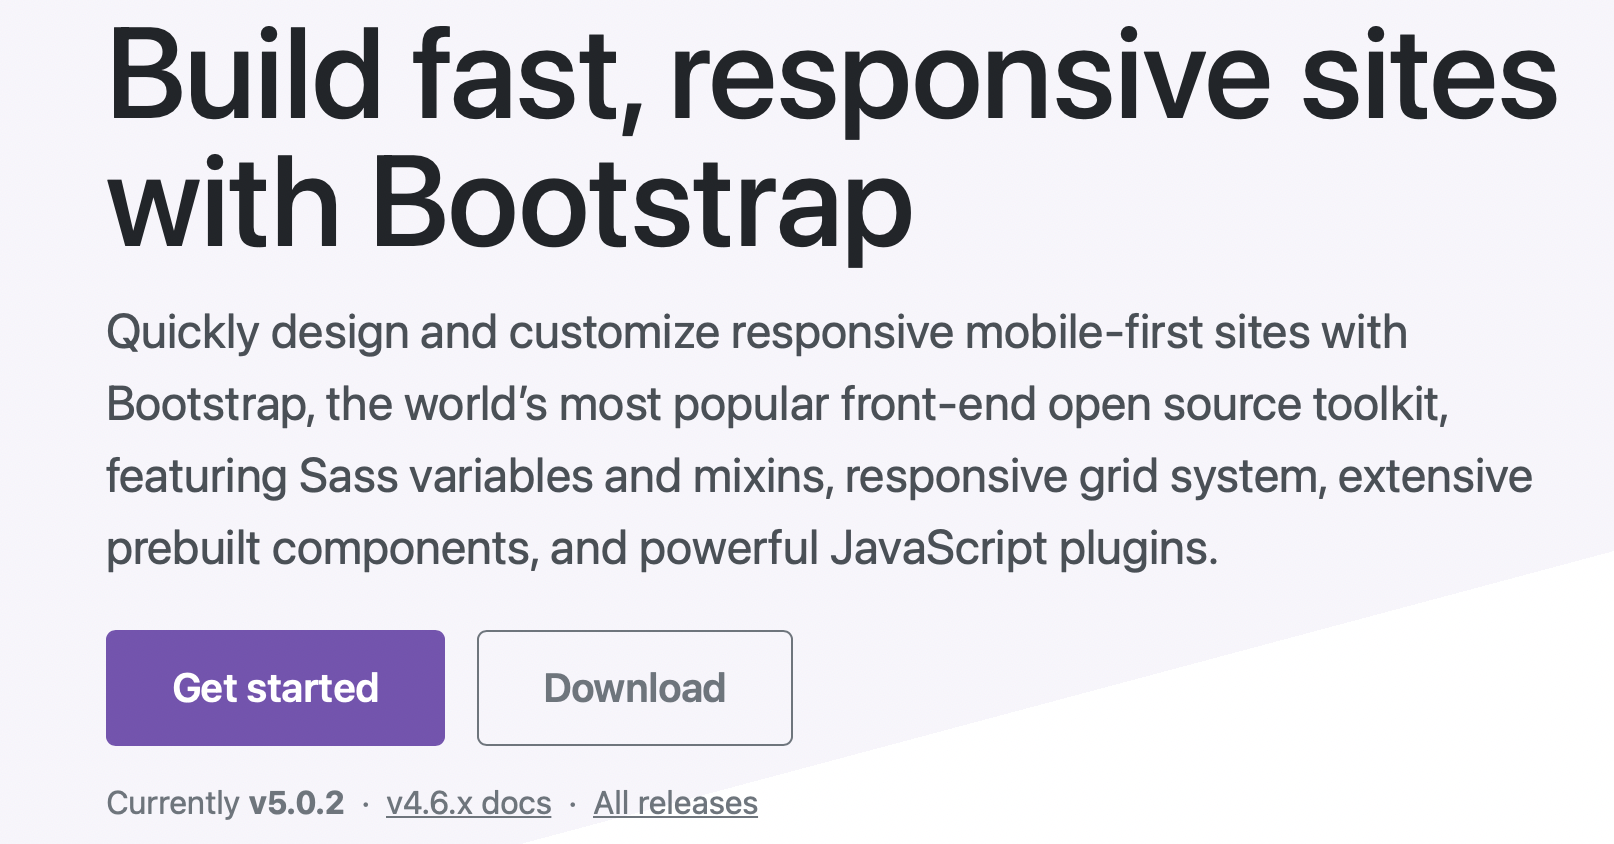 Build fast, responsive sites
with Bootstrap
Quickly design and customize responsive mobile-first sites with
Bootstrap, the world’s most popular front-end open source toolkit,
featuring Sass variables and mixins, responsive grid system, extensive
prebuilt components, and powerful JavaScript plugins.
Get started Download
Currently v5.0.2 · v4.6.x docs · All releases